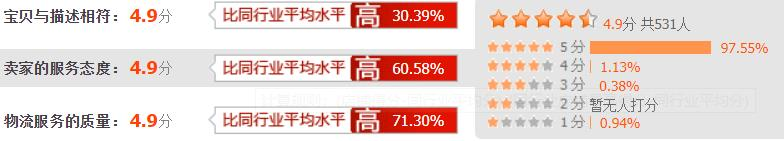 宝贝与描述相符：4.9分 比同行业平均水平 高 30.39%
卖家的服务态度：4.9分 比同行业平均水平 高 60.58%
物流服务的质量：4.9分 比同行业平均水平 高 71.30%
4.9分 共531人
5分 97.55%
4分 1.13%
3分 0.38%
2分 暂无人打分
1分 0.94%